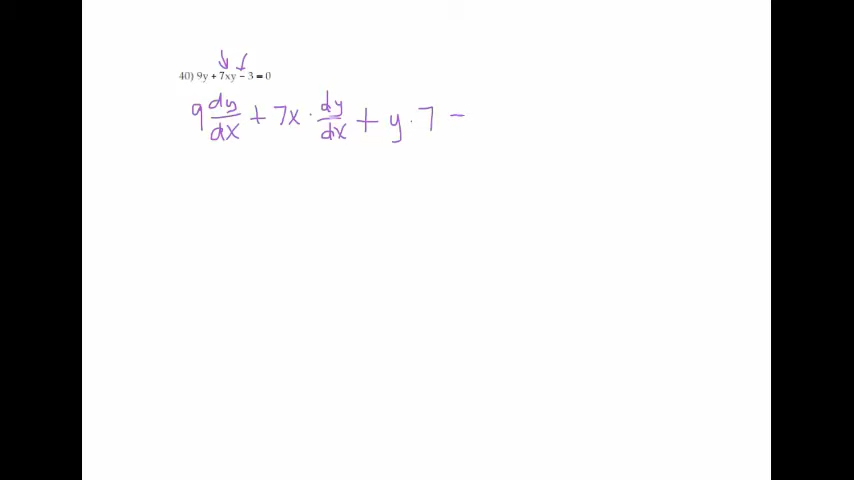 40) 9y + 7xy − 3 = 0
9 dy/dx + 7x · dy/dx + y · 7 −